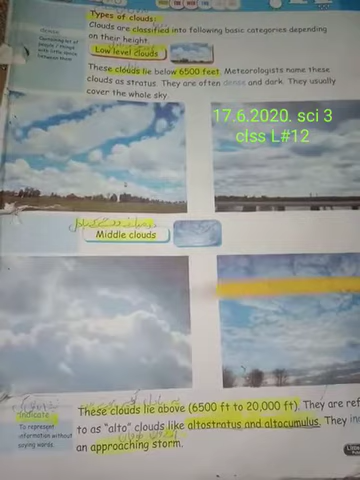 Types of clouds:
Clouds are classified into following basic categories depending
on their height.
Low level clouds
These clouds lie below 6500 feet. Meteorologists name these
clouds as stratus. They are often dense and dark. They usually
cover the whole sky.
17.6.2020. sci 3
clss L#12
Middle clouds
Indicate
To represent
information without
saying words.
These clouds lie above (6500 ft to 20,000 ft). They are ref
to as "alto" clouds like altostratus and altocumulus. They in
an approaching storm.